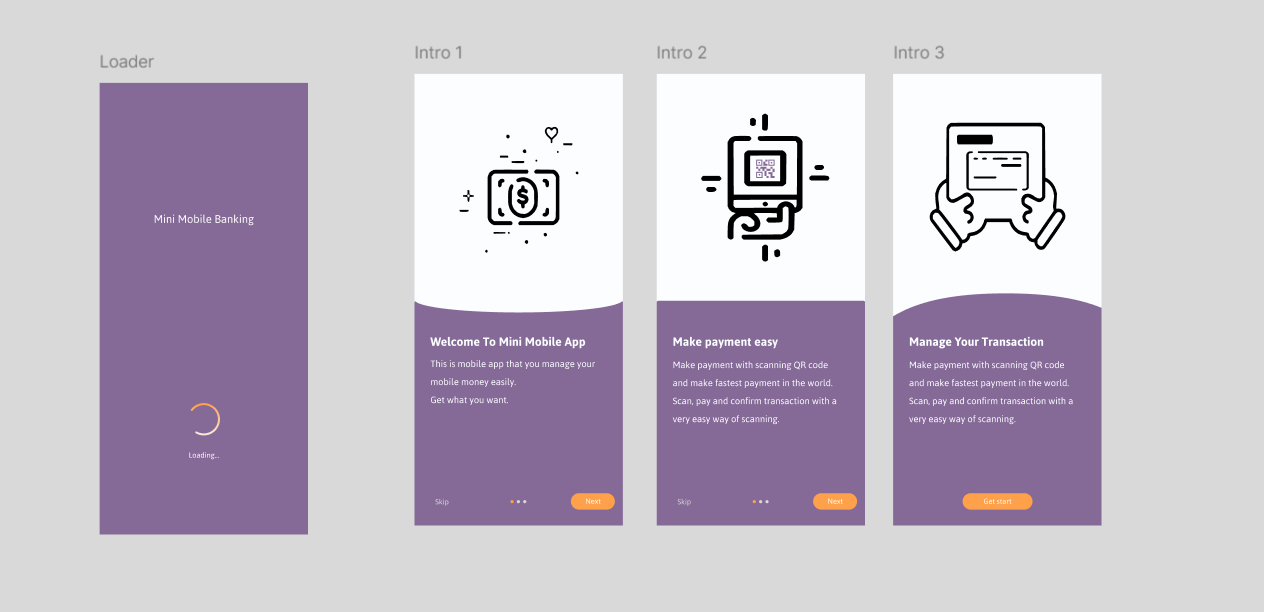 Loader
Mini Mobile Banking
Loading...
Intro 1
$
Welcome To Mini Mobile App
This is mobile app that you manage your
mobile money easily.
Get what you want.
Skip
Next
Intro 2
Make payment easy
Make payment with scanning QR code
and make fastest payment in the world.
Scan, pay and confirm transaction with a
very easy way of scanning.
Skip
Next
Intro 3
Manage Your Transaction
Make payment with scanning QR code
and make fastest payment in the world.
Scan, pay and confirm transaction with a
very easy way of scanning.
Get start